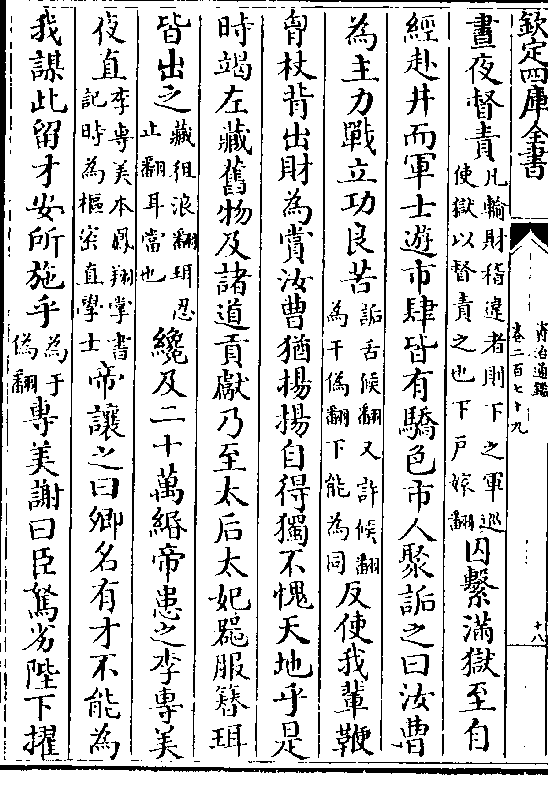 欽定四庫全書
資治通鑑
卷二百七十九
十八
晝夜督責凡輸財稽違者則下之軍巡使獄以督責之也下戶嫁翻囚繫滿獄至自
經赴井而軍士遊市肆皆有驕色市人聚詬之曰汝曹
為主力戰立功良苦詬舌候翻又許候翻為于偽翻下能為同反使我輩鞭
胷杖背出財為賞汝曹猶揚揚自得獨不愧天地乎是
時竭左藏舊物及諸道貢獻乃至太后太妃器服簪珥
皆出之藏徂浪翻珥忍止翻耳當也纔及二十萬緡帝患之李專美
夜直李專美本鳳翔掌書記時為樞密直學士帝讓之曰卿名有才不能為
我謀此留才安所施乎為于偽翻專美謝曰臣駑劣陛下擢